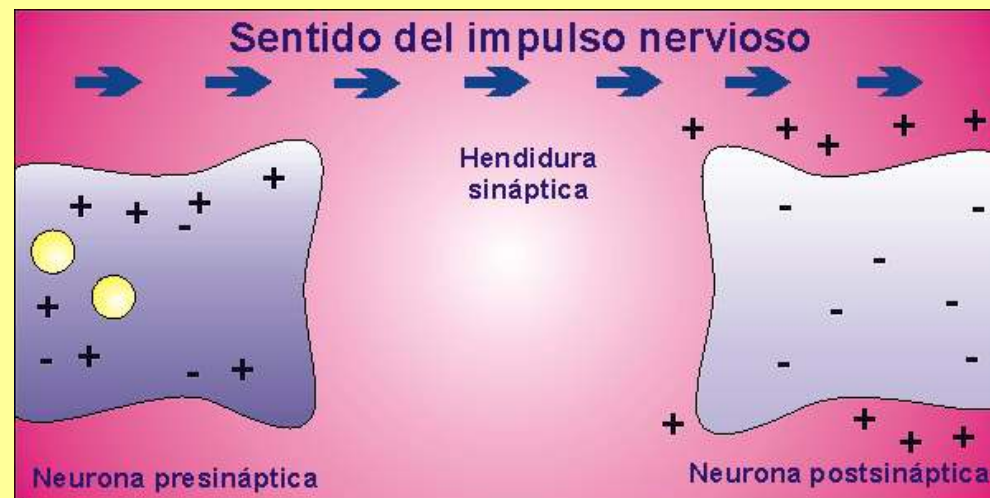 Sentido del impulso nervioso
Hendidura
sináptica
Neurona presináptica
Neurona postsináptica